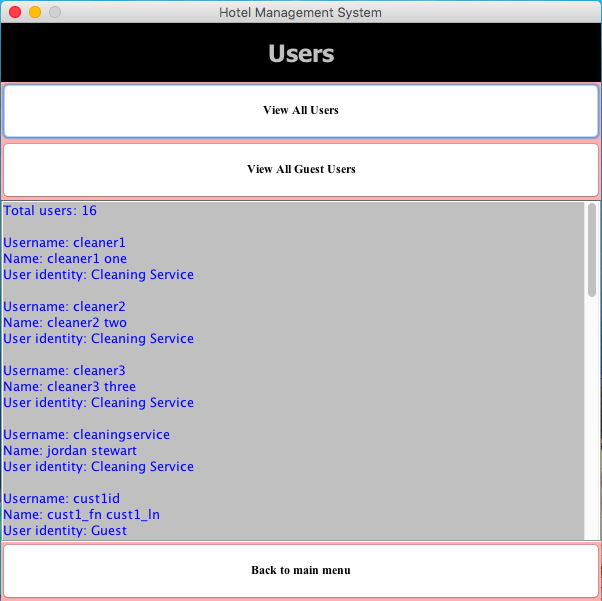 Hotel Management System
Users
View All Users
View All Guest Users
Total users: 16
Username: cleaner1
Name: cleaner1 one
User identity: Cleaning Service
Username: cleaner2
Name: cleaner2 two
User identity: Cleaning Service
Username: cleaner3
Name: cleaner3 three
User identity: Cleaning Service
Username: cleaningservice
Name: jordan stewart
User identity: Cleaning Service
Username: cust1id
Name: cust1_fn cust1_ln
User identity: Guest
Back to main menu